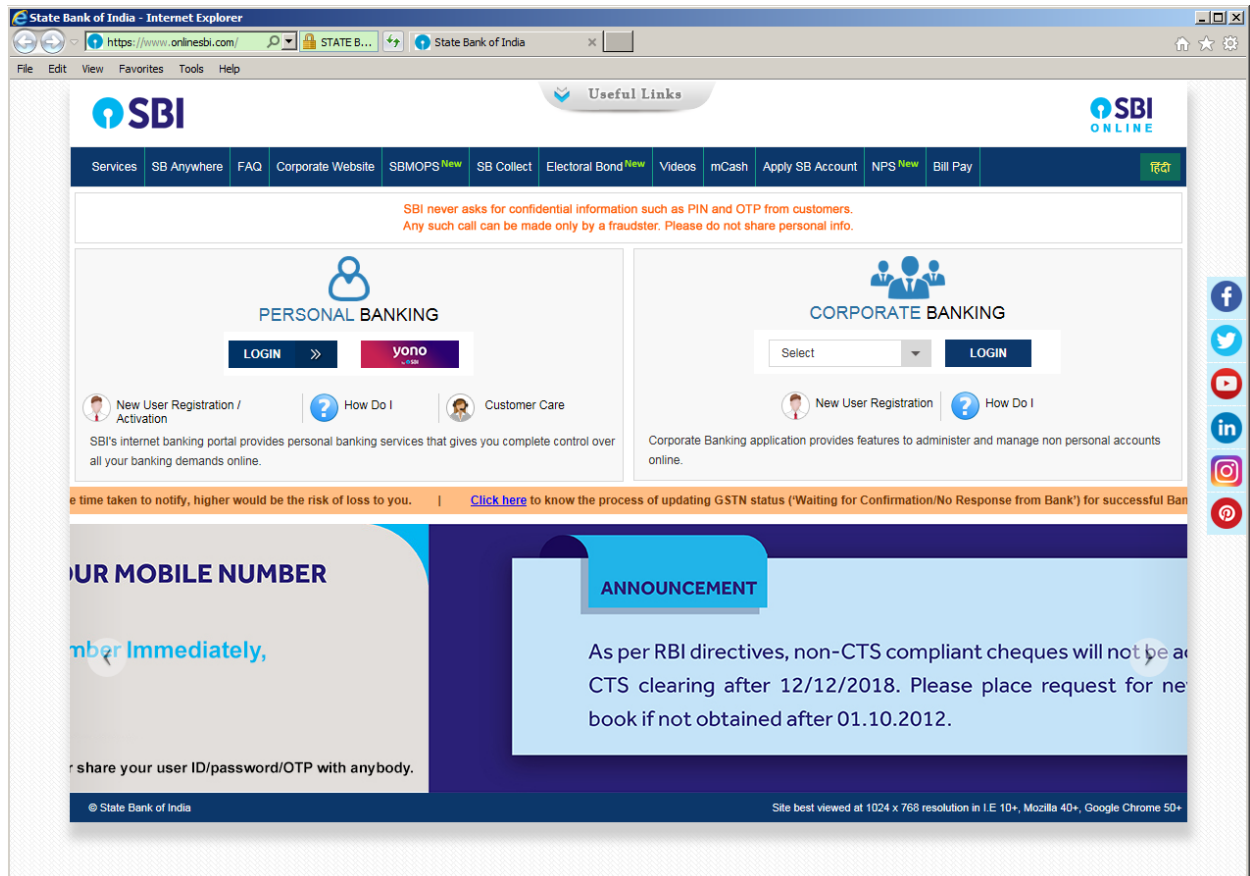 State Bank of India - Internet Explorer
https://www.onlinesbi.com/ STATE B... State Bank of India
File Edit View Favorites Tools Help
Useful Links
SBI
SBI
ONLINE
Services SB Anywhere FAQ Corporate Website SBMOPS New SB Collect Electoral Bond New Videos mCash Apply SB Account NPS New Bill Pay हिंदी
SBI never asks for confidential information such as PIN and OTP from customers.
Any such call can be made only by a fraudster. Please do not share personal info.
PERSONAL BANKING
LOGIN » yono
by SBI
New User Registration /
Activation
How Do I
Customer Care
SBI's internet banking portal provides personal banking services that gives you complete control over
all your banking demands online.
CORPORATE BANKING
Select LOGIN
New User Registration
How Do I
Corporate Banking application provides features to administer and manage non personal accounts
online.
e time taken to notify, higher would be the risk of loss to you. | Click here to know the process of updating GSTN status (‘Waiting for Confirmation/No Response from Bank’) for successful Ban
OUR MOBILE NUMBER
mber Immediately,
r share your user ID/password/OTP with anybody.
ANNOUNCEMENT
As per RBI directives, non-CTS compliant cheques will not be ac
CTS clearing after 12/12/2018. Please place request for ne
book if not obtained after 01.10.2012.
© State Bank of India
Site best viewed at 1024 x 768 resolution in I.E 10+, Mozilla 40+, Google Chrome 50+